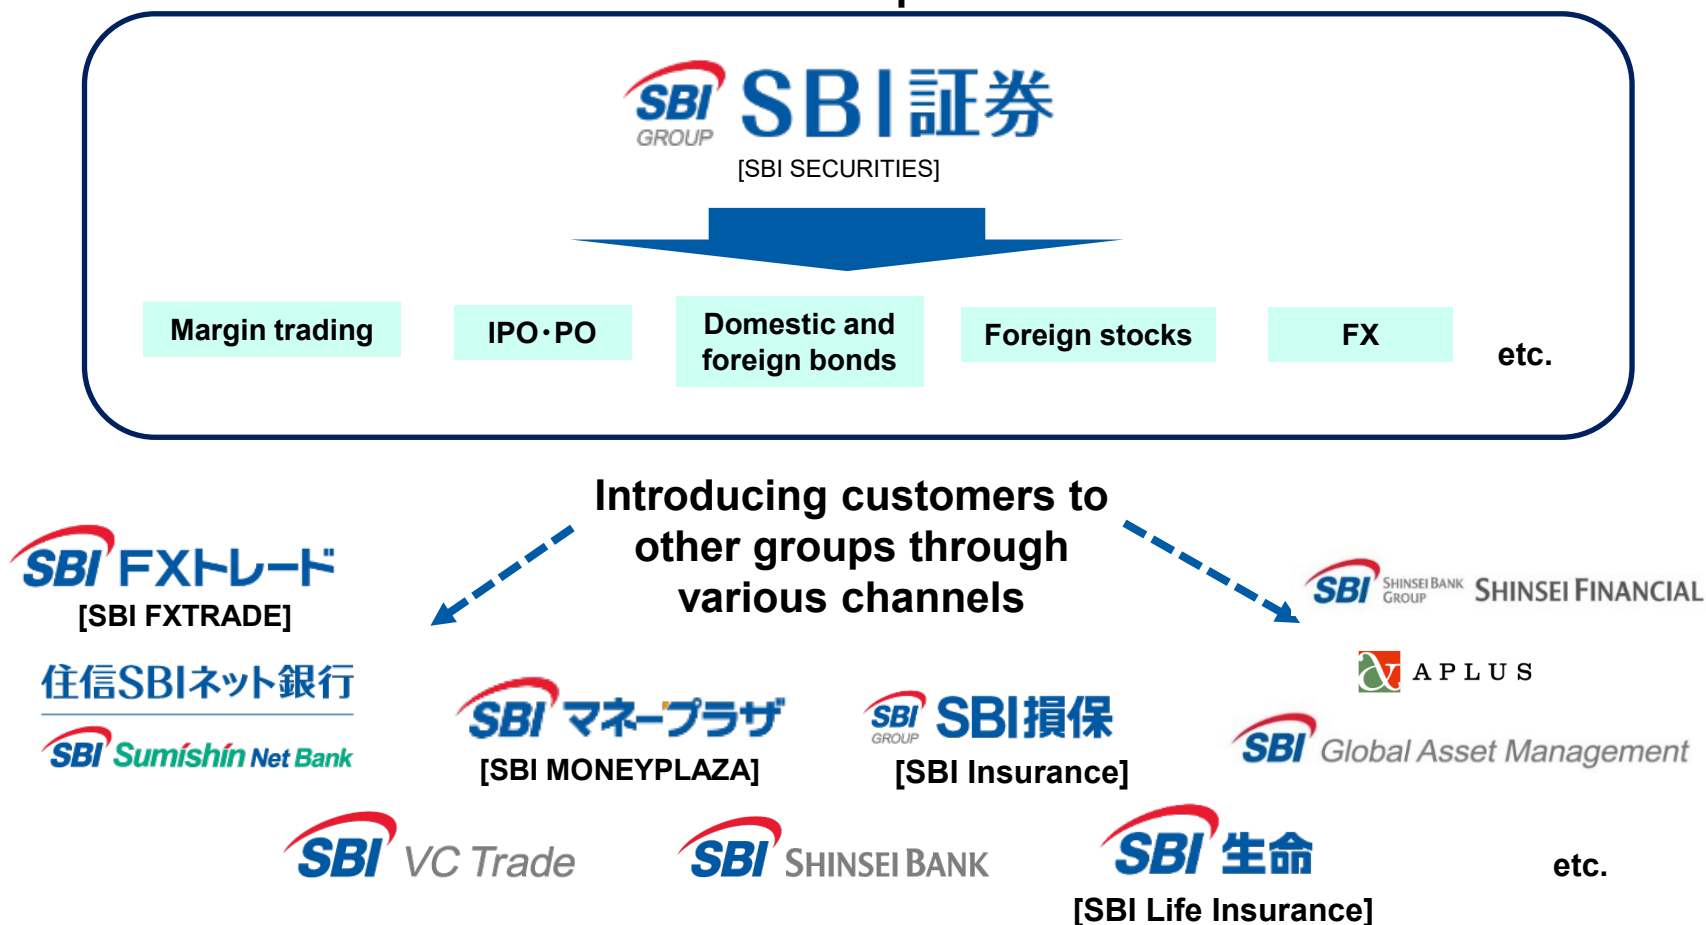 SBI SBI証券
GROUP
[SBI SECURITIES]
Margin trading
IPO・PO
Domestic and
foreign bonds
Foreign stocks
FX
etc.
Introducing customers to
other groups through
various channels
SBI FXトレード
[SBI FXTRADE]
住信SBIネット銀行
SBI Sumishin Net Bank
SBI マネープラザ
[SBI MONEYPLAZA]
SBI SBI損保
GROUP
[SBI Insurance]
SBI SHINSEI BANK GROUP SHINSEI FINANCIAL
APLUS
SBI Global Asset Management
SBI VC Trade
SBI SHINSEI BANK
SBI 生命
[SBI Life Insurance]
etc.